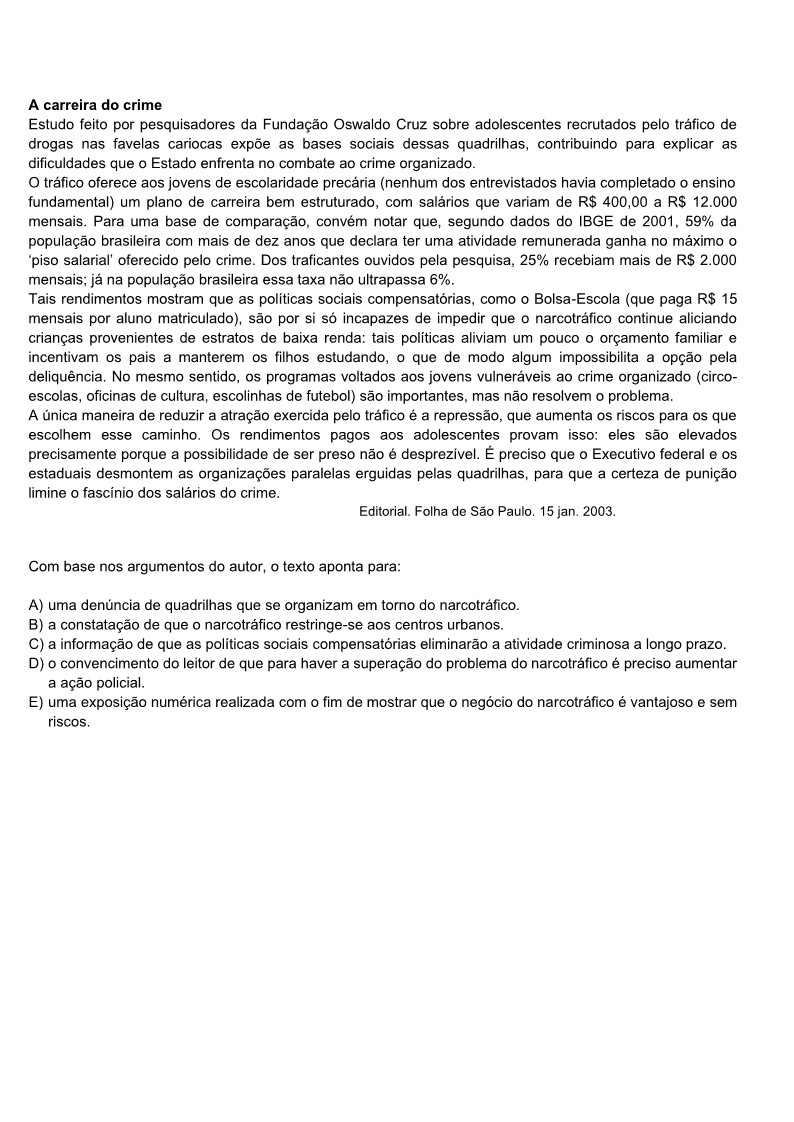 A carreira do crime
Estudo feito por pesquisadores da Fundação Oswaldo Cruz sobre adolescentes recrutados pelo tráfico de
drogas nas favelas cariocas expõe as bases sociais dessas quadrilhas, contribuindo para explicar as
dificuldades que o Estado enfrenta no combate ao crime organizado.
O tráfico oferece aos jovens de escolaridade precária (nenhum dos entrevistados havia completado o ensino
fundamental) um plano de carreira bem estruturado, com salários que variam de R$ 400,00 a R$ 12.000
mensais. Para uma base de comparação, convém notar que, segundo dados do IBGE de 2001, 59% da
população brasileira com mais de dez anos que declara ter uma atividade remunerada ganha no máximo o
‘piso salarial’ oferecido pelo crime. Dos traficantes ouvidos pela pesquisa, 25% recebiam mais de R$ 2.000
mensais; já na população brasileira essa taxa não ultrapassa 6%.
Tais rendimentos mostram que as políticas sociais compensatórias, como o Bolsa-Escola (que paga R$ 15
mensais por aluno matriculado), são por si só incapazes de impedir que o narcotráfico continue aliciando
crianças provenientes de estratos de baixa renda: tais políticas aliviam um pouco o orçamento familiar e
incentivam os pais a manterem os filhos estudando, o que de modo algum impossibilita a opção pela
deliquência. No mesmo sentido, os programas voltados aos jovens vulneráveis ao crime organizado (circo-
escolas, oficinas de cultura, escolinhas de futebol) são importantes, mas não resolvem o problema.
A única maneira de reduzir a atração exercida pelo tráfico é a repressão, que aumenta os riscos para os que
escolhem esse caminho. Os rendimentos pagos aos adolescentes provam isso: eles são elevados
precisamente porque a possibilidade de ser preso não é desprezível. É preciso que o Executivo federal e os
estaduais desmontem as organizações paralelas erguidas pelas quadrilhas, para que a certeza de punição
limine o fascínio dos salários do crime.
Editorial. Folha de São Paulo. 15 jan. 2003.
Com base nos argumentos do autor, o texto aponta para:
A) uma denúncia de quadrilhas que se organizam em torno do narcotráfico.
B) a constatação de que o narcotráfico restringe-se aos centros urbanos.
C) a informação de que as políticas sociais compensatórias eliminarão a atividade criminosa a longo prazo.
D) o convencimento do leitor de que para haver a superação do problema do narcotráfico é preciso aumentar
a ação policial.
E) uma exposição numérica realizada com o fim de mostrar que o negócio do narcotráfico é vantajoso e sem
riscos.